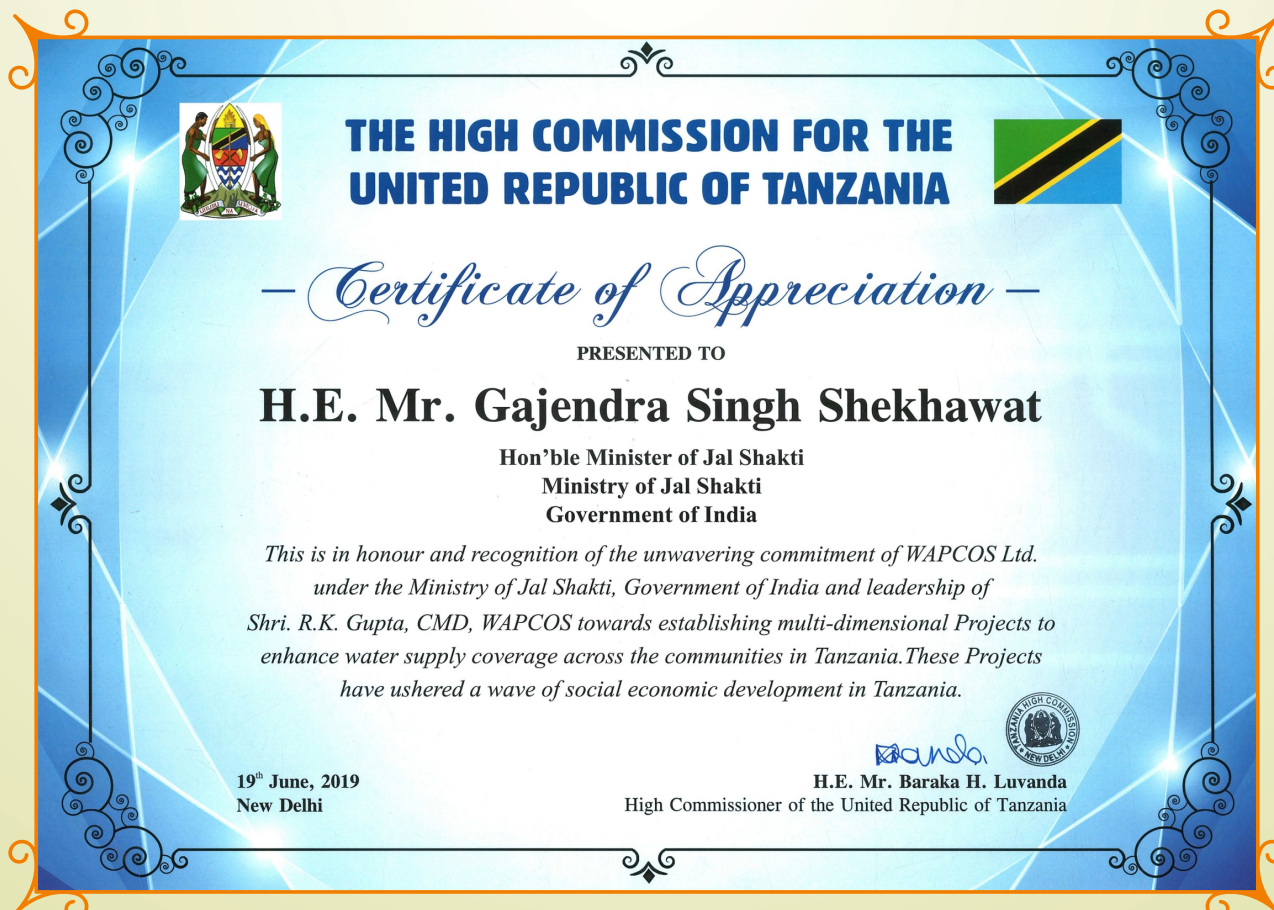 THE HIGH COMMISSION FOR THE
UNITED REPUBLIC OF TANZANIA
– Certificate of Appreciation –
PRESENTED TO
H.E. Mr. Gajendra Singh Shekhawat
Hon'ble Minister of Jal Shakti
Ministry of Jal Shakti
Government of India
This is in honour and recognition of the unwavering commitment of WAPCOS Ltd.
under the Ministry of Jal Shakti, Government of India and leadership of
Shri. R.K. Gupta, CMD, WAPCOS towards establishing multi-dimensional Projects to
enhance water supply coverage across the communities in Tanzania.These Projects
have ushered a wave of social economic development in Tanzania.
TANZANIA HIGH COMMISSION
NEW DELHI
19th June, 2019
New Delhi
H.E. Mr. Baraka H. Luvanda
High Commissioner of the United Republic of Tanzania